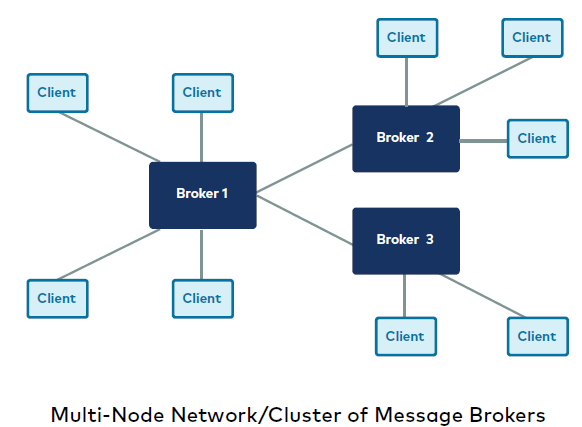 Client
Client
Client
Client
Broker 2
Client
Broker 1
Broker 3
Client
Client
Client
Client
Multi-Node Network/Cluster of Message Brokers